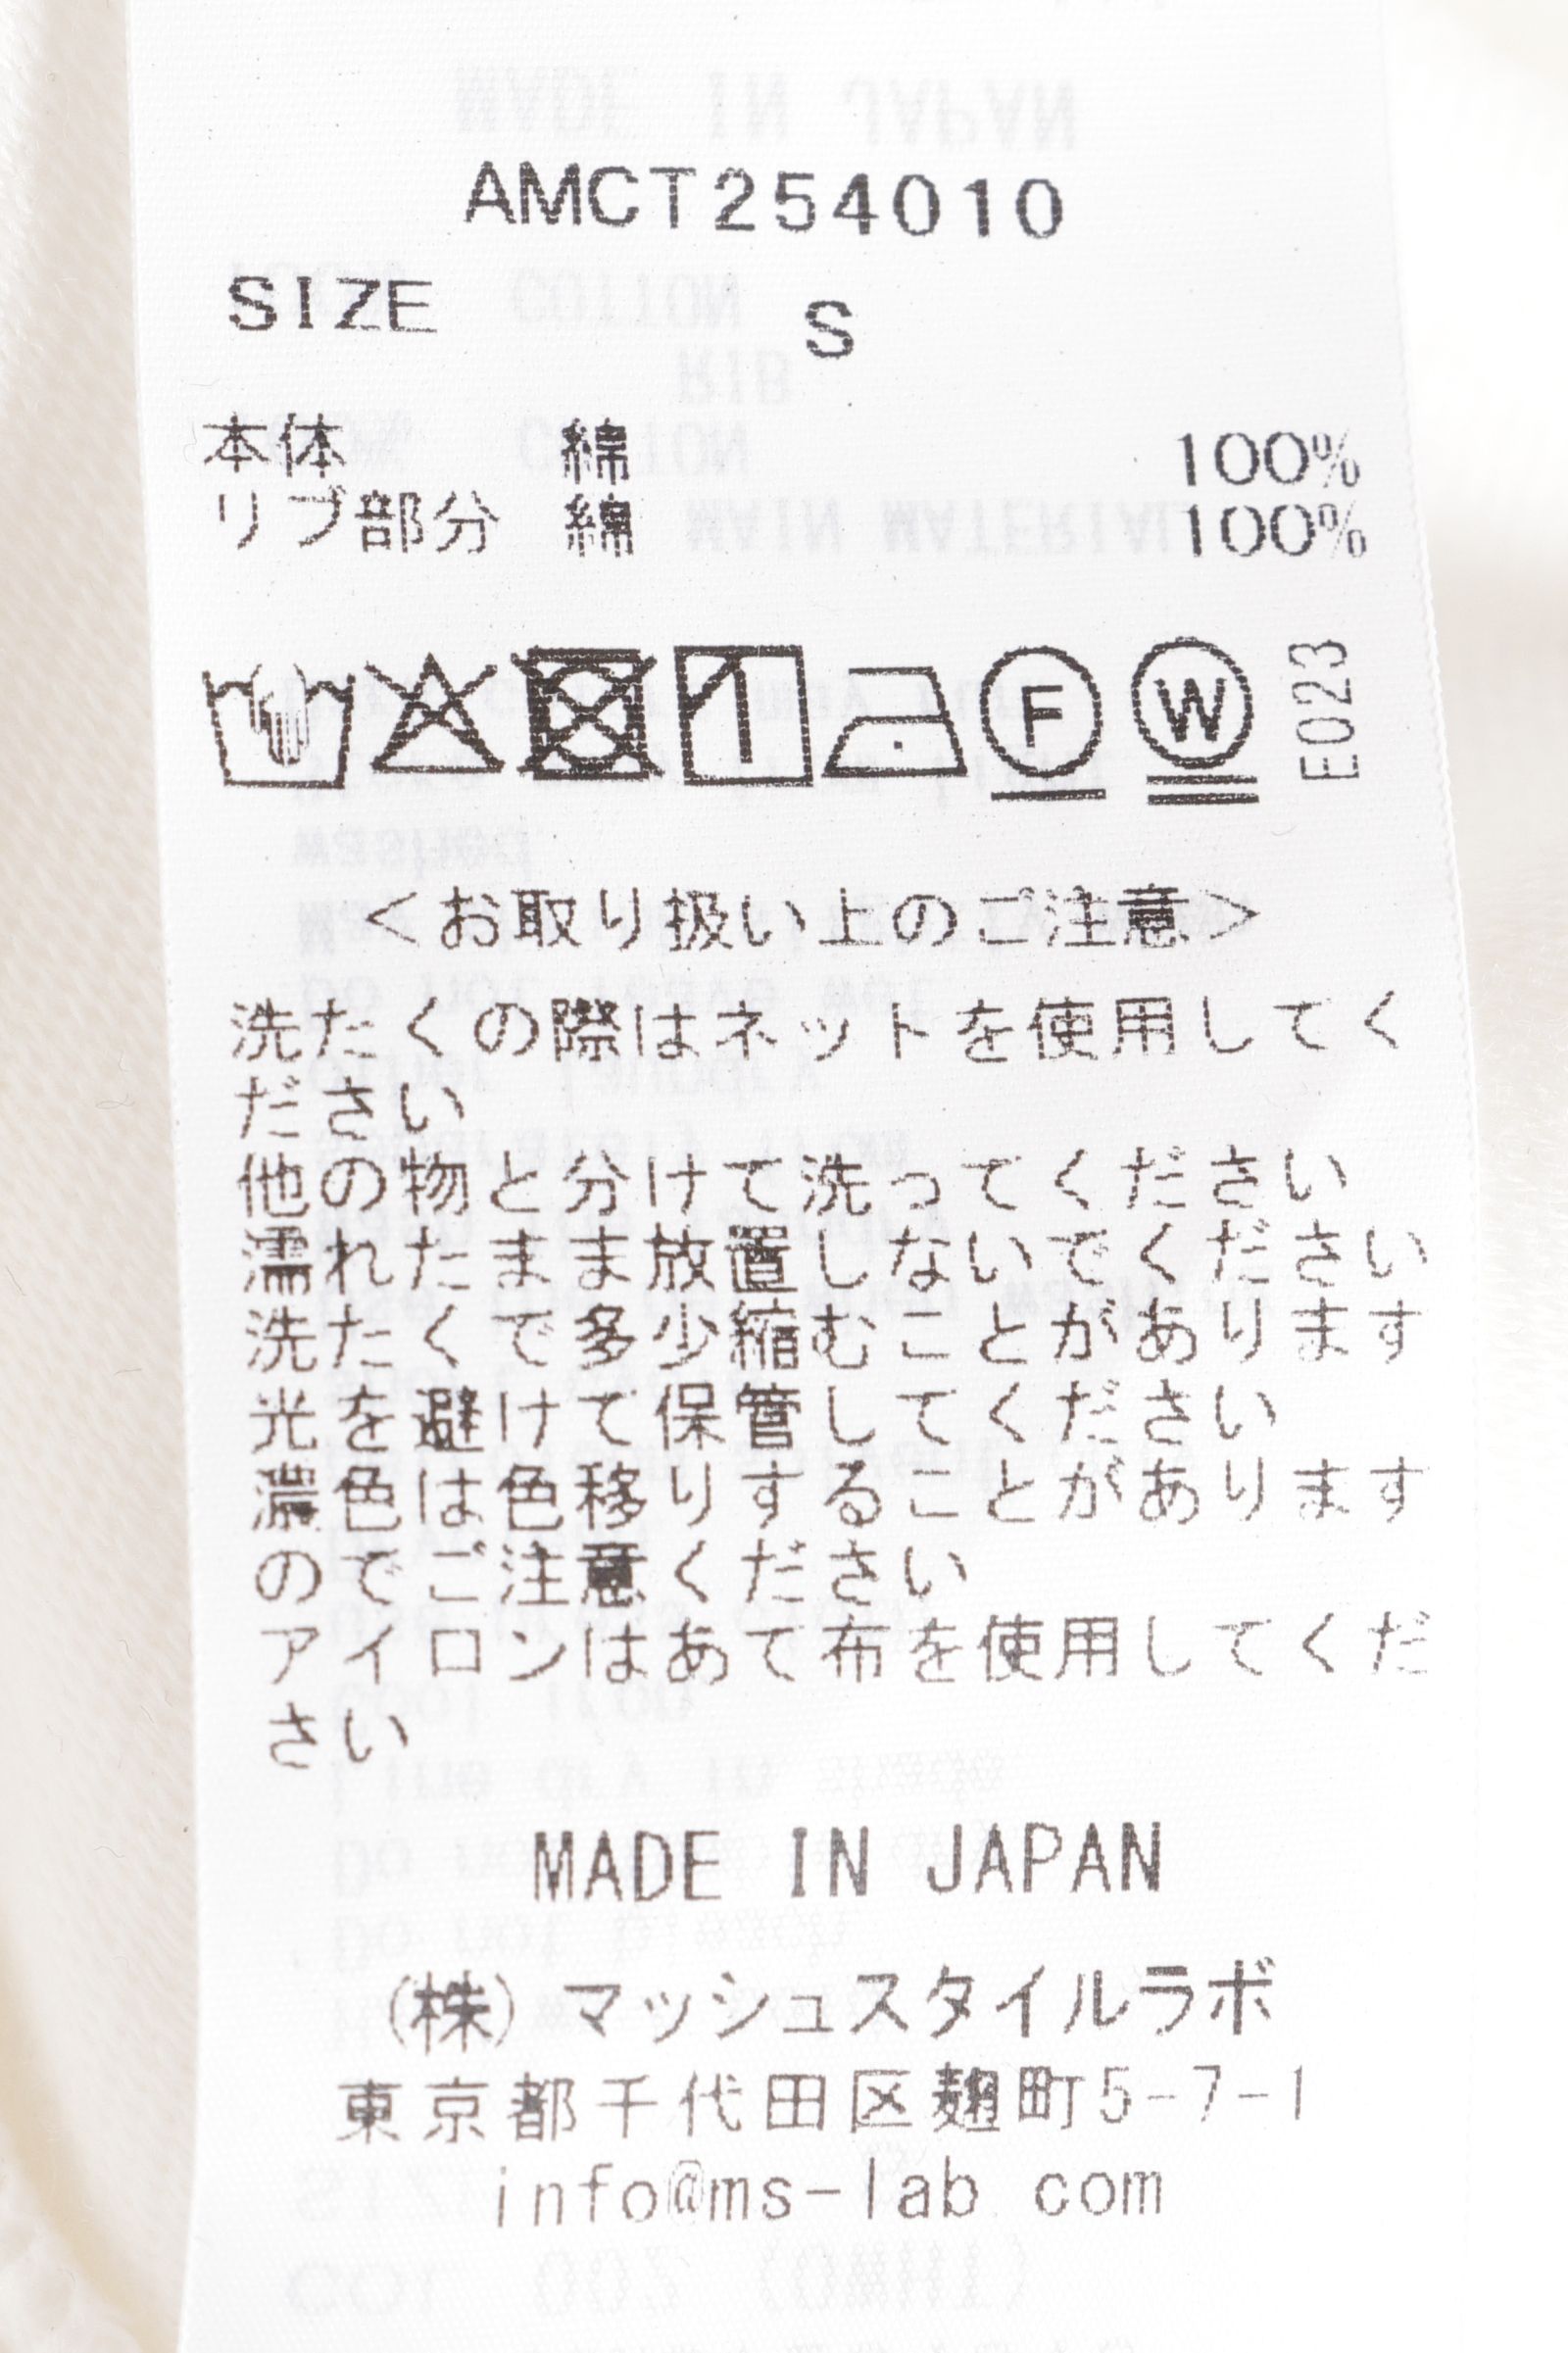 AMCT254010
SIZE S
本体 綿 100%
リブ部分 綿 100%
F W E023
<お取り扱い上のご注意>
洗たくの際はネットを使用してく
ださい
他の物と分けて洗ってください
濡れたまま放置しないでください
洗たくで多少縮むことがあります
光を避けて保管してください
濃色は色移りすることがあります
のでご注意ください
アイロンはあて布を使用してくだ
さい
MADE IN JAPAN
(株)マッシュスタイルラボ
東京都千代田区麹町5-7-1
info@ms-lab com